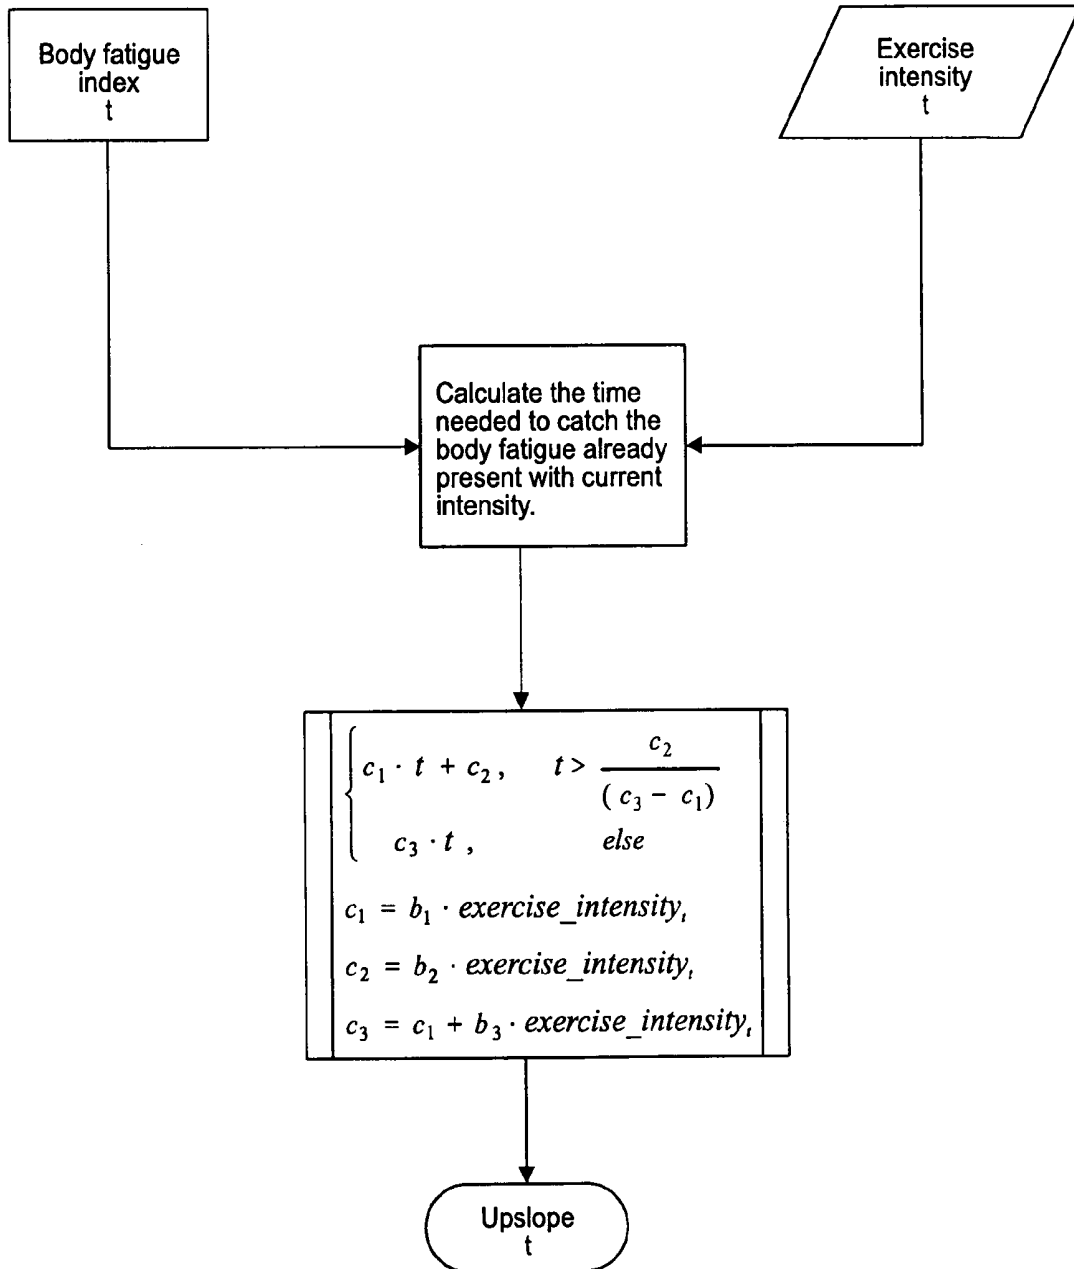 Body fatigue
index
t
Exercise
intensity
t
Calculate the time
needed to catch the
body fatigue already
present with current
intensity.
c₁ · t + c₂ , t > c₂ / ( c₃ − c₁)
c₃ · t , else
c₁ = b₁ · exercise_intensityₜ
c₂ = b₂ · exercise_intensityₜ
c₃ = c₁ + b₃ · exercise_intensityₜ
Upslope
t